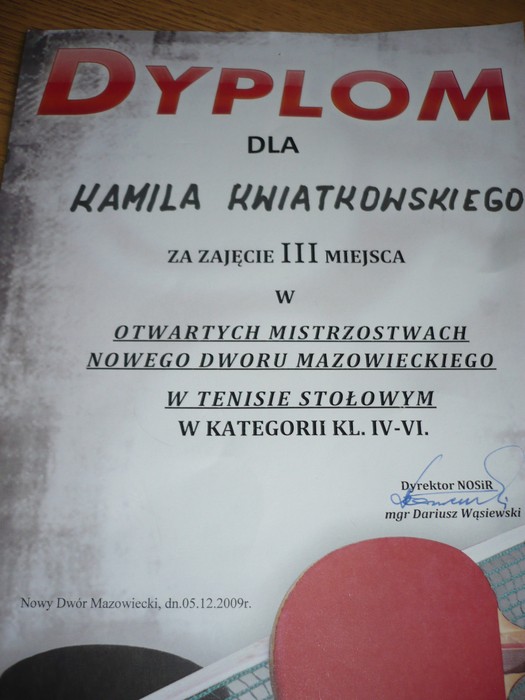 DYPLOM
DLA
KAMILA KWIATKOWSKIEGO
ZA ZAJĘCIE III MIEJSCA
W
OTWARTYCH MISTRZOSTWACH
NOWEGO DWORU MAZOWIECKIEGO
W TENISIE STOŁOWYM
W KATEGORII KL. IV-VI.
Dyrektor NOSiR
mgr Dariusz Wąsiewski
Nowy Dwór Mazowiecki, dn.05.12.2009r.